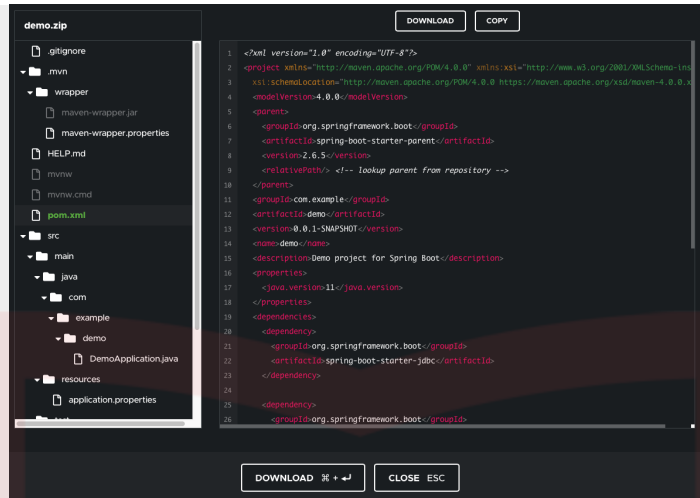 demo.zip
DOWNLOAD
COPY
.gitignore
.mvn
wrapper
maven-wrapper.jar
maven-wrapper.properties
HELP.md
mvnw
mvnw.cmd
pom.xml
src
main
java
com
example
demo
DemoApplication.java
resources
application.properties
1 <?xml version="1.0" encoding="UTF-8"?>
2 <project xmlns="http://maven.apache.org/POM/4.0.0" xmlns:xsi="http://www.w3.org/2001/XMLSchema-ins
3 xsi:schemaLocation="http://maven.apache.org/POM/4.0.0 https://maven.apache.org/xsd/maven-4.0.0.x
4 <modelVersion>4.0.0</modelVersion>
5 <parent>
6 <groupId>org.springframework.boot</groupId>
7 <artifactId>spring-boot-starter-parent</artifactId>
8 <version>2.6.5</version>
9 <relativePath/> <!-- lookup parent from repository -->
10 </parent>
11 <groupId>com.example</groupId>
12 <artifactId>demo</artifactId>
13 <version>0.0.1-SNAPSHOT</version>
14 <name>demo</name>
15 <description>Demo project for Spring Boot</description>
16 <properties>
17 <java.version>11</java.version>
18 </properties>
19 <dependencies>
20 <dependency>
21 <groupId>org.springframework.boot</groupId>
22 <artifactId>spring-boot-starter-jdbc</artifactId>
23 </dependency>
24
25 <dependency>
26 <groupId>org.springframework.boot</groupId>
DOWNLOAD ⌘ + ↵
CLOSE ESC